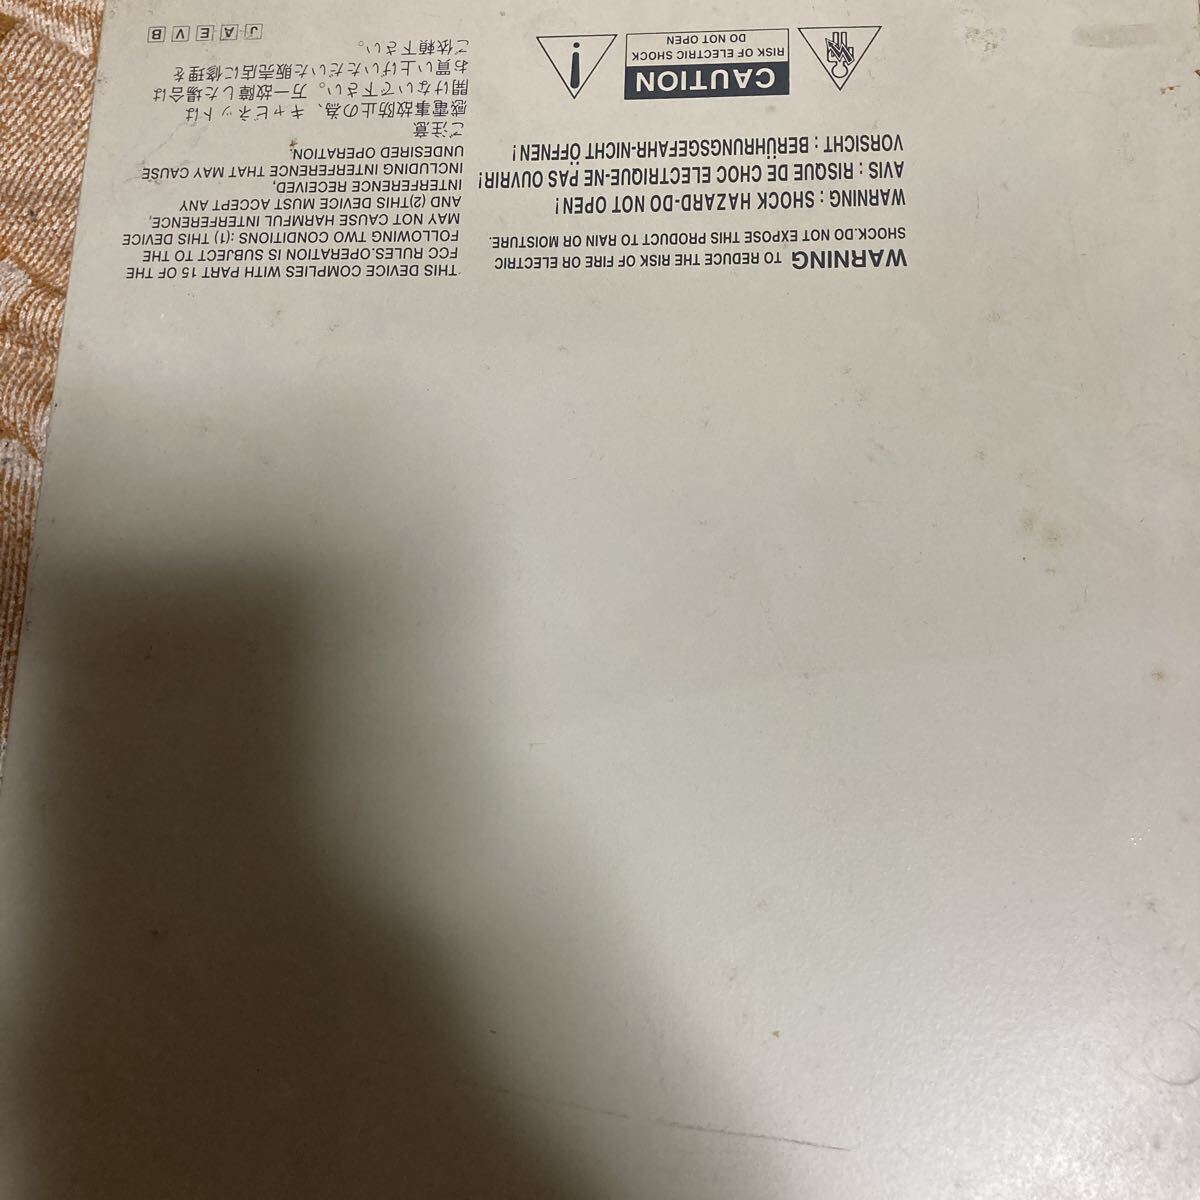 WARNING TO REDUCE THE RISK OF FIRE OR ELECTRIC
SHOCK.DO NOT EXPOSE THIS PRODUCT TO RAIN OR MOISTURE.
WARNING : SHOCK HAZARD-DO NOT OPEN!
AVIS : RISQUE DE CHOC ELECTRIQUE-NE PAS OUVRIR!
VORSICHT : BERÜHRUNGSGEFAHR-NICHT ÖFFNEN!
CAUTION
RISK OF ELECTRIC SHOCK
DO NOT OPEN
THIS DEVICE COMPLIES WITH PART 15 OF THE
FCC RULES.OPERATION IS SUBJECT TO THE
FOLLOWING TWO CONDITIONS :(1) THIS DEVICE
MAY NOT CAUSE HARMFUL INTERFERENCE,
AND (2)THIS DEVICE MUST ACCEPT ANY
INTERFERENCE RECEIVED,
INCLUDING INTERFERENCE THAT MAY CAUSE
UNDESIRED OPERATION.
ご注意
感電事故防止の為、キャビネットは
開けないで下さい。万一故障した場合は
お買い上げいただいた販売店に修理を
ご依頼下さい。
J A E V B